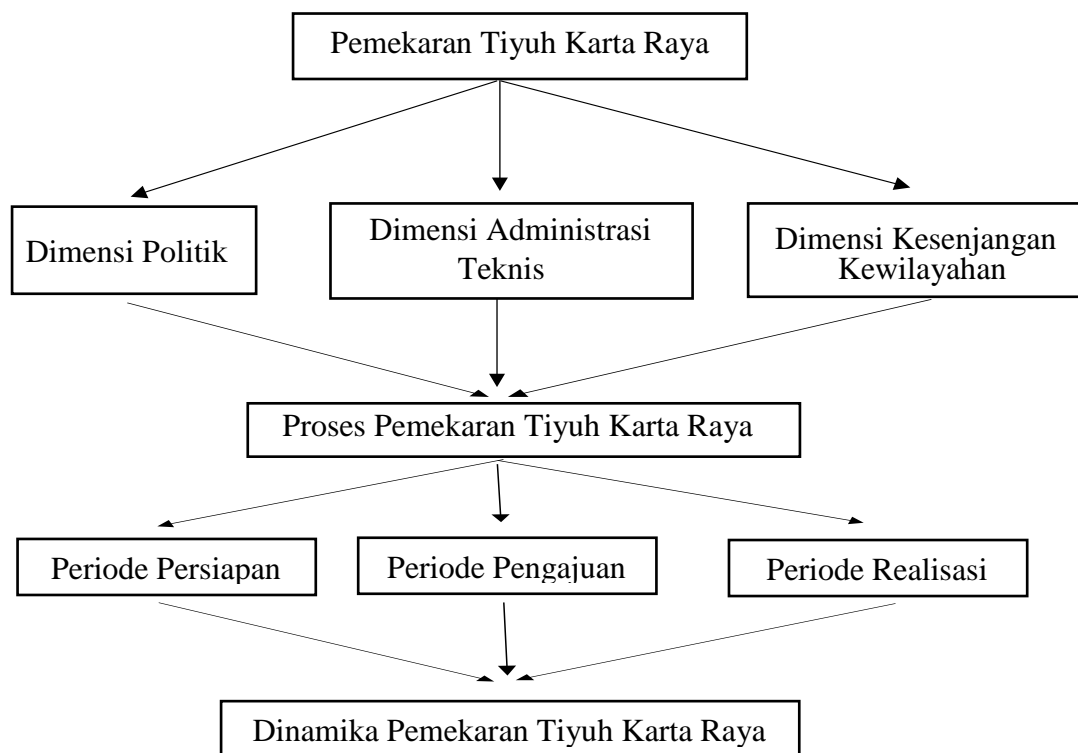 Pemekaran Tiyuh Karta Raya
Dimensi Politik
Dimensi Administrasi
Teknis
Dimensi Kesenjangan
Kewilayahan
Proses Pemekaran Tiyuh Karta Raya
Periode Persiapan
Periode Pengajuan
Periode Realisasi
Dinamika Pemekaran Tiyuh Karta Raya